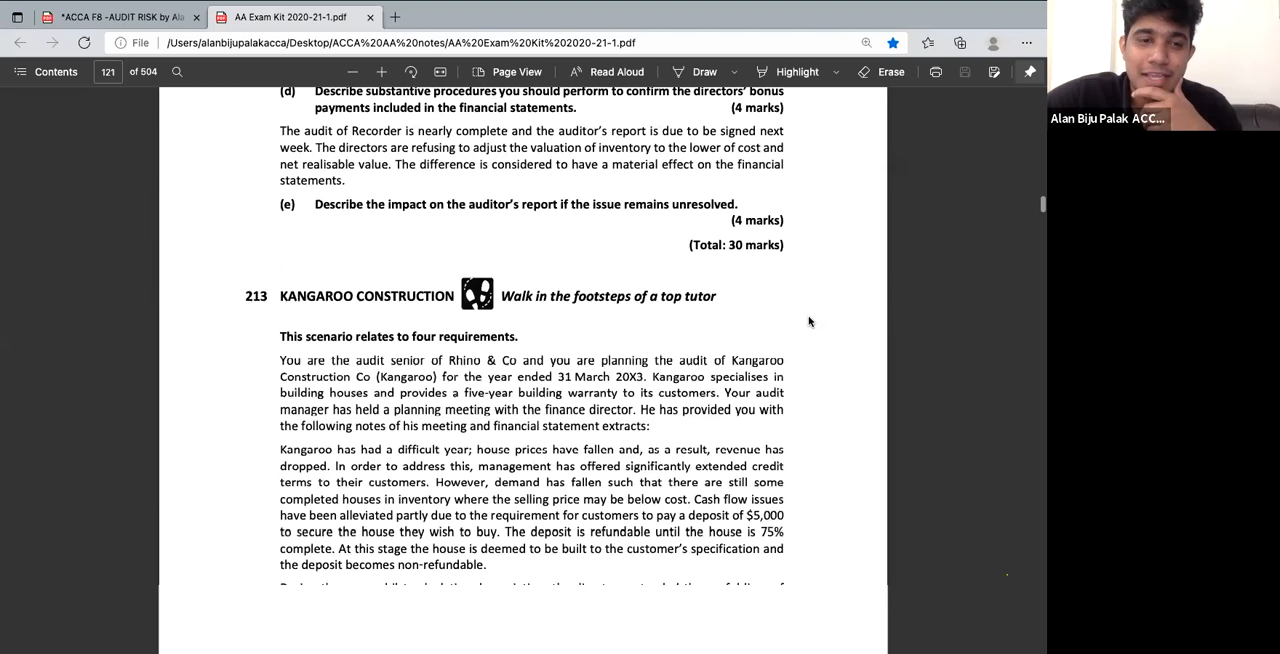 *ACCA F8 -AUDIT RISK by Ala
AA Exam Kit 2020-21-1.pdf
File
/Users/alanbijupalakacca/Desktop/ACCA%20AA%20notes/AA%20Exam%20Kit%202020-21-1.pdf
Contents 121 of 504 Page View Read Aloud Draw Highlight Erase
Alan Biju Palak ACC...
(d) Describe substantive procedures you should perform to confirm the directors' bonus
payments included in the financial statements. (4 marks)
The audit of Recorder is nearly complete and the auditor's report is due to be signed next
week. The directors are refusing to adjust the valuation of inventory to the lower of cost and
net realisable value. The difference is considered to have a material effect on the financial
statements.
(e) Describe the impact on the auditor's report if the issue remains unresolved.
(4 marks)
(Total: 30 marks)
213 KANGAROO CONSTRUCTION Walk in the footsteps of a top tutor
This scenario relates to four requirements.
You are the audit senior of Rhino & Co and you are planning the audit of Kangaroo
Construction Co (Kangaroo) for the year ended 31 March 20X3. Kangaroo specialises in
building houses and provides a five-year building warranty to its customers. Your audit
manager has held a planning meeting with the finance director. He has provided you with
the following notes of his meeting and financial statement extracts:
Kangaroo has had a difficult year; house prices have fallen and, as a result, revenue has
dropped. In order to address this, management has offered significantly extended credit
terms to their customers. However, demand has fallen such that there are still some
completed houses in inventory where the selling price may be below cost. Cash flow issues
have been alleviated partly due to the requirement for customers to pay a deposit of $5,000
to secure the house they wish to buy. The deposit is refundable until the house is 75%
complete. At this stage the house is deemed to be built to the customer's specification and
the deposit becomes non-refundable.